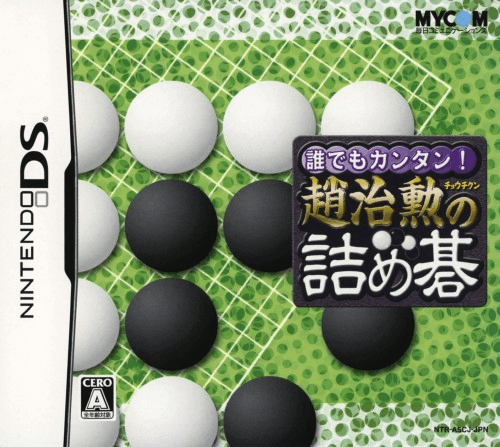 MYCOM
毎日コミュニケーションズ
NINTENDO DS
誰でもカンタン!
趙治勲の
チョウチクン
詰め碁
CERO
A
全年齢対象
NTR-A5CJ-JPN